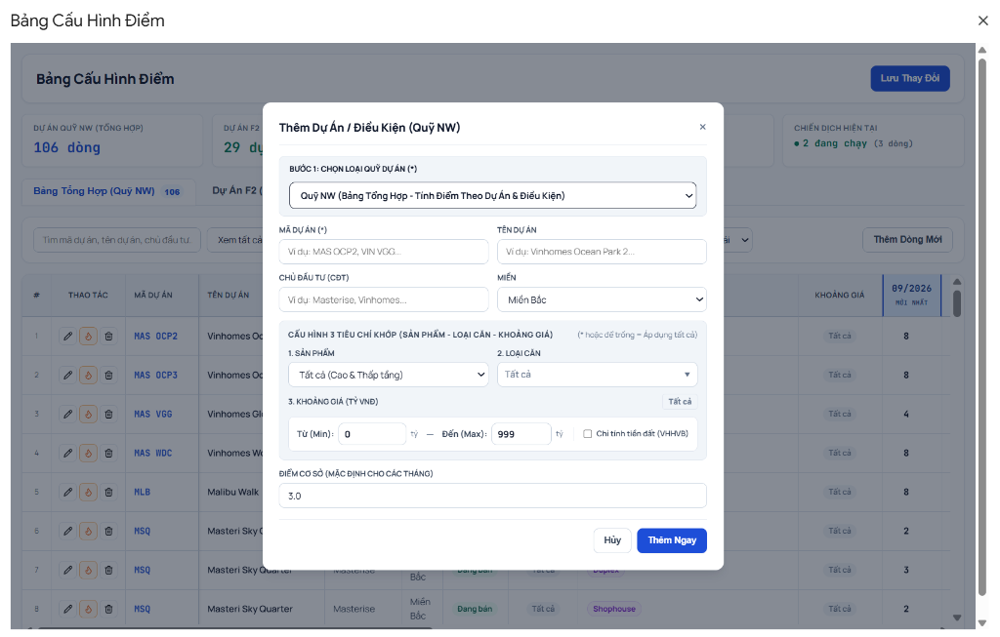 Bảng Cấu Hình Điểm
×
Bảng Cấu Hình Điểm
Lưu Thay Đổi
DỰ ÁN QUỸ NW (TỔNG HỢP)
106 dòng
DỰ ÁN F2
29
CHIẾN DỊCH HIỆN TẠI
● 2 đang chạy (3 dòng)
Bảng Tổng Hợp (Quỹ NW) 106
Dự Án F2
Tìm mã dự án, tên dự án, chủ đầu tư
Xem tất cả
Thêm Dòng Mới
# THAO TÁC MÃ DỰ ÁN TÊN DỰ ÁN KHOẢNG GIÁ 09/2026
MỚI NHẤT
1 MAS OCP2 Vinhomes Tất cả 8
2 MAS OCP3 Vinhomes Tất cả 8
3 MAS VGG Vinhomes Tất cả 4
4 MAS WDC Vinhomes Tất cả 8
5 MLB Malibu Walk Tất cả 8
6 MSQ Masteri Sky Tất cả 2
7 MSQ Masteri Sky Quarter Masterise Bắc Đang bán Tất cả Duplex Tất cả 3
8 MSQ Masteri Sky Quarter Masterise Miền Bắc Đang bán Tất cả Shophouse Tất cả 2
Thêm Dự Án / Điều Kiện (Quỹ NW)
×
BƯỚC 1: CHỌN LOẠI QUỸ DỰ ÁN (*)
Quỹ NW (Bảng Tổng Hợp - Tính Điểm Theo Dự Án & Điều Kiện)
MÃ DỰ ÁN (*) TÊN DỰ ÁN
Ví dụ: MAS OCP2, VIN VGG... Ví dụ: Vinhomes Ocean Park 2...
CHỦ ĐẦU TƯ (CĐT) MIỀN
Ví dụ: Masterise, Vinhomes... Miền Bắc
CẤU HÌNH 3 TIÊU CHÍ KHỚP (SẢN PHẨM - LOẠI CĂN - KHOẢNG GIÁ) (* hoặc để trống = Áp dụng tất cả)
1. SẢN PHẨM 2. LOẠI CĂN
Tất cả (Cao & Thấp tầng) Tất cả
3. KHOẢNG GIÁ (TỶ VNĐ) Tất cả
Từ (Min): 0 tỷ — Đến (Max): 999 tỷ Chỉ tính tiền đất (VHHVB)
ĐIỂM CƠ SỞ (MẶC ĐỊNH CHO CÁC THÁNG)
3.0
Hủy
Thêm Ngay